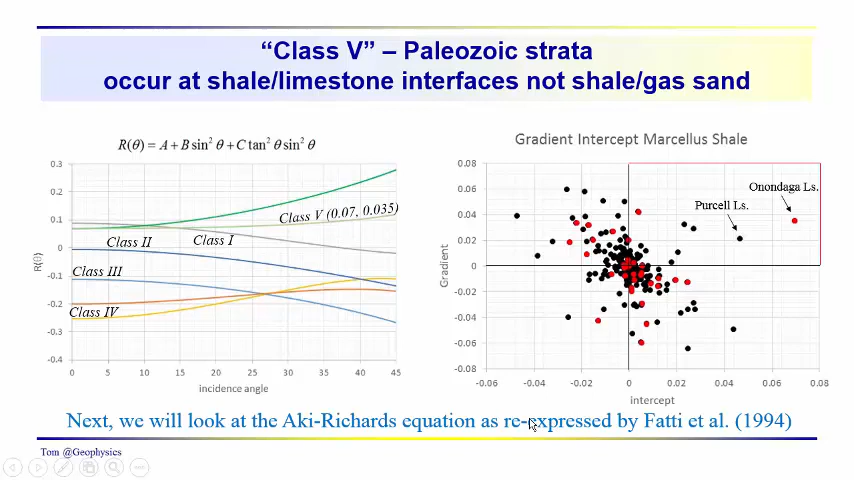 “Class V” – Paleozoic strata
occur at shale/limestone interfaces not shale/gas sand
R(θ) = A + B sin² θ + C tan² θ sin² θ
0.3
0.2
0.1
0
-0.1
-0.2
-0.3
-0.4
R(θ)
Class V (0.07, 0.035)
Class II
Class I
Class III
Class IV
0 5 10 15 20 25 30 35 40 45
incidence angle
Gradient Intercept Marcellus Shale
0.08
0.06
0.04
0.02
0
-0.02
-0.04
-0.06
-0.08
Gradient
Onondaga Ls.
Purcell Ls.
-0.06 -0.04 -0.02 0 0.02 0.04 0.06 0.08
intercept
Next, we will look at the Aki-Richards equation as re-expressed by Fatti et al. (1994)
Tom @Geophysics